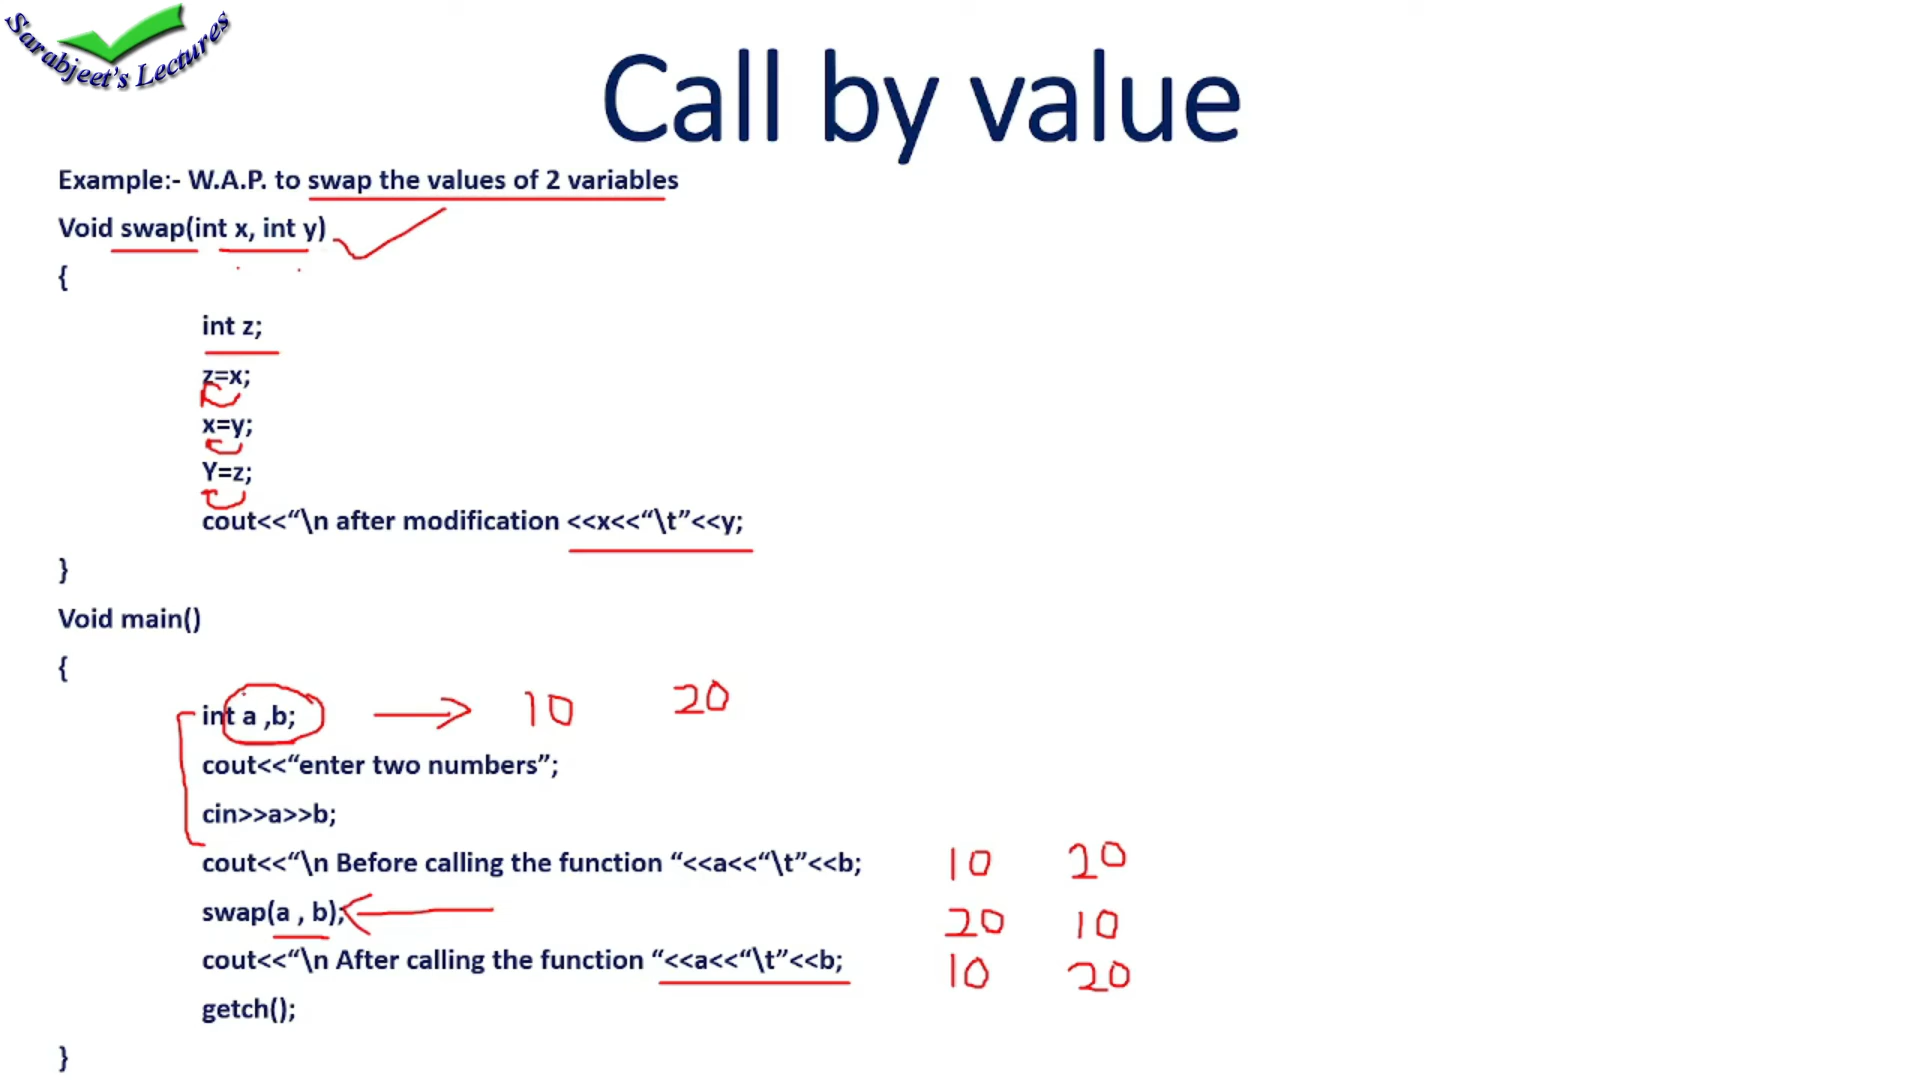 Sarabjeet's Lectures
Call by value
Example:- W.A.P. to swap the values of 2 variables
Void swap(int x, int y)
{
int z;
z=x;
x=y;
Y=z;
cout<<“\n after modification <<x<<“\t”<<y;
}
Void main()
{
int a ,b; 10 20
cout<<“enter two numbers”;
cin>>a>>b;
cout<<“\n Before calling the function “<<a<<“\t”<<b; 10 20
swap(a , b); 20 10
cout<<“\n After calling the function “<<a<<“\t”<<b; 10 20
getch();
}